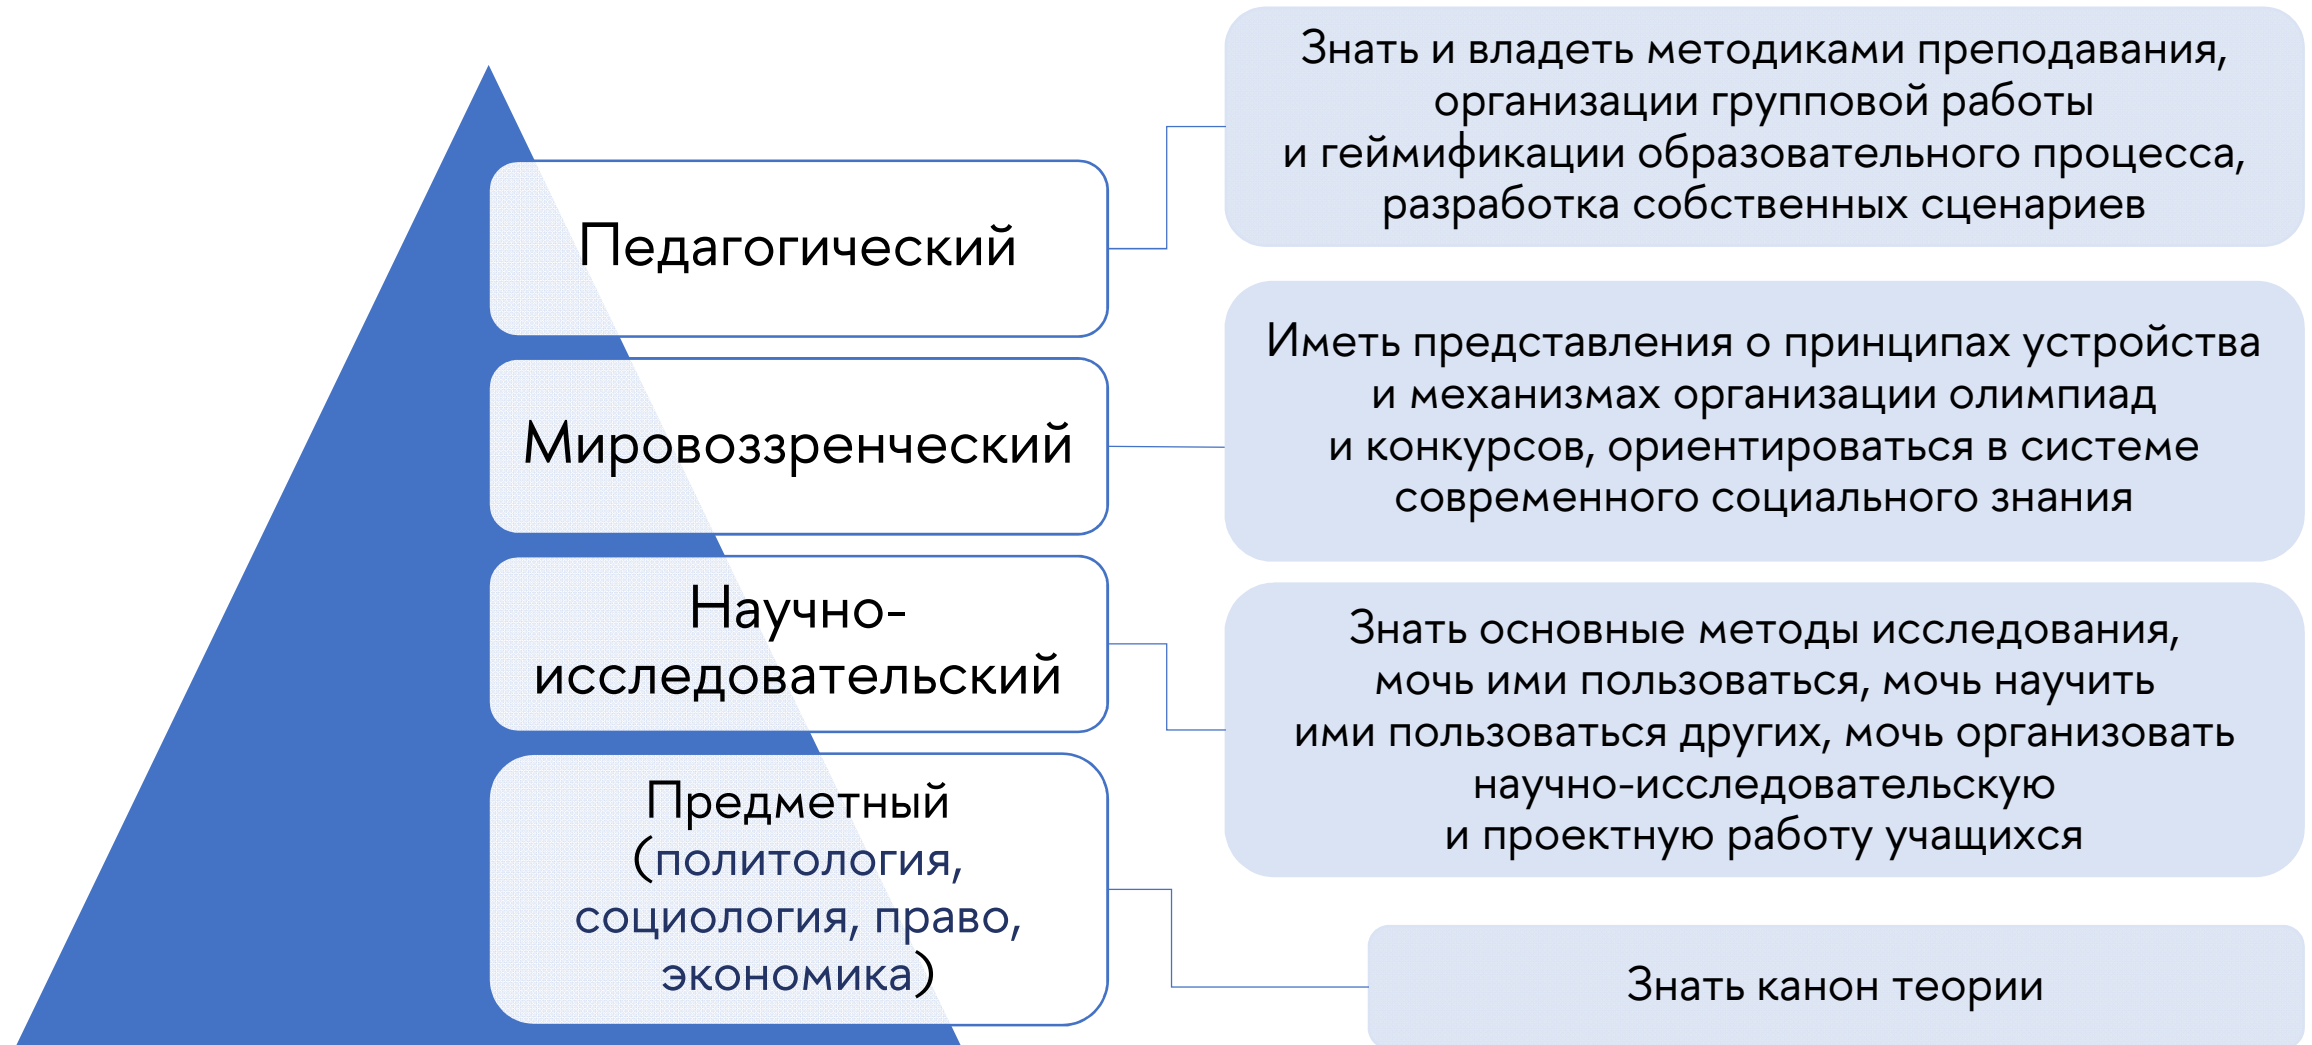 Педагогический
Знать и владеть методиками преподавания,
организации групповой работы
и геймификации образовательного процесса,
разработка собственных сценариев
Мировоззренческий
Иметь представления о принципах устройства
и механизмах организации олимпиад
и конкурсов, ориентироваться в системе
современного социального знания
Научно-
исследовательский
Знать основные методы исследования,
мочь ими пользоваться, мочь научить
ими пользоваться других, мочь организовать
научно-исследовательскую
и проектную работу учащихся
Предметный
(политология,
социология, право,
экономика)
Знать канон теории